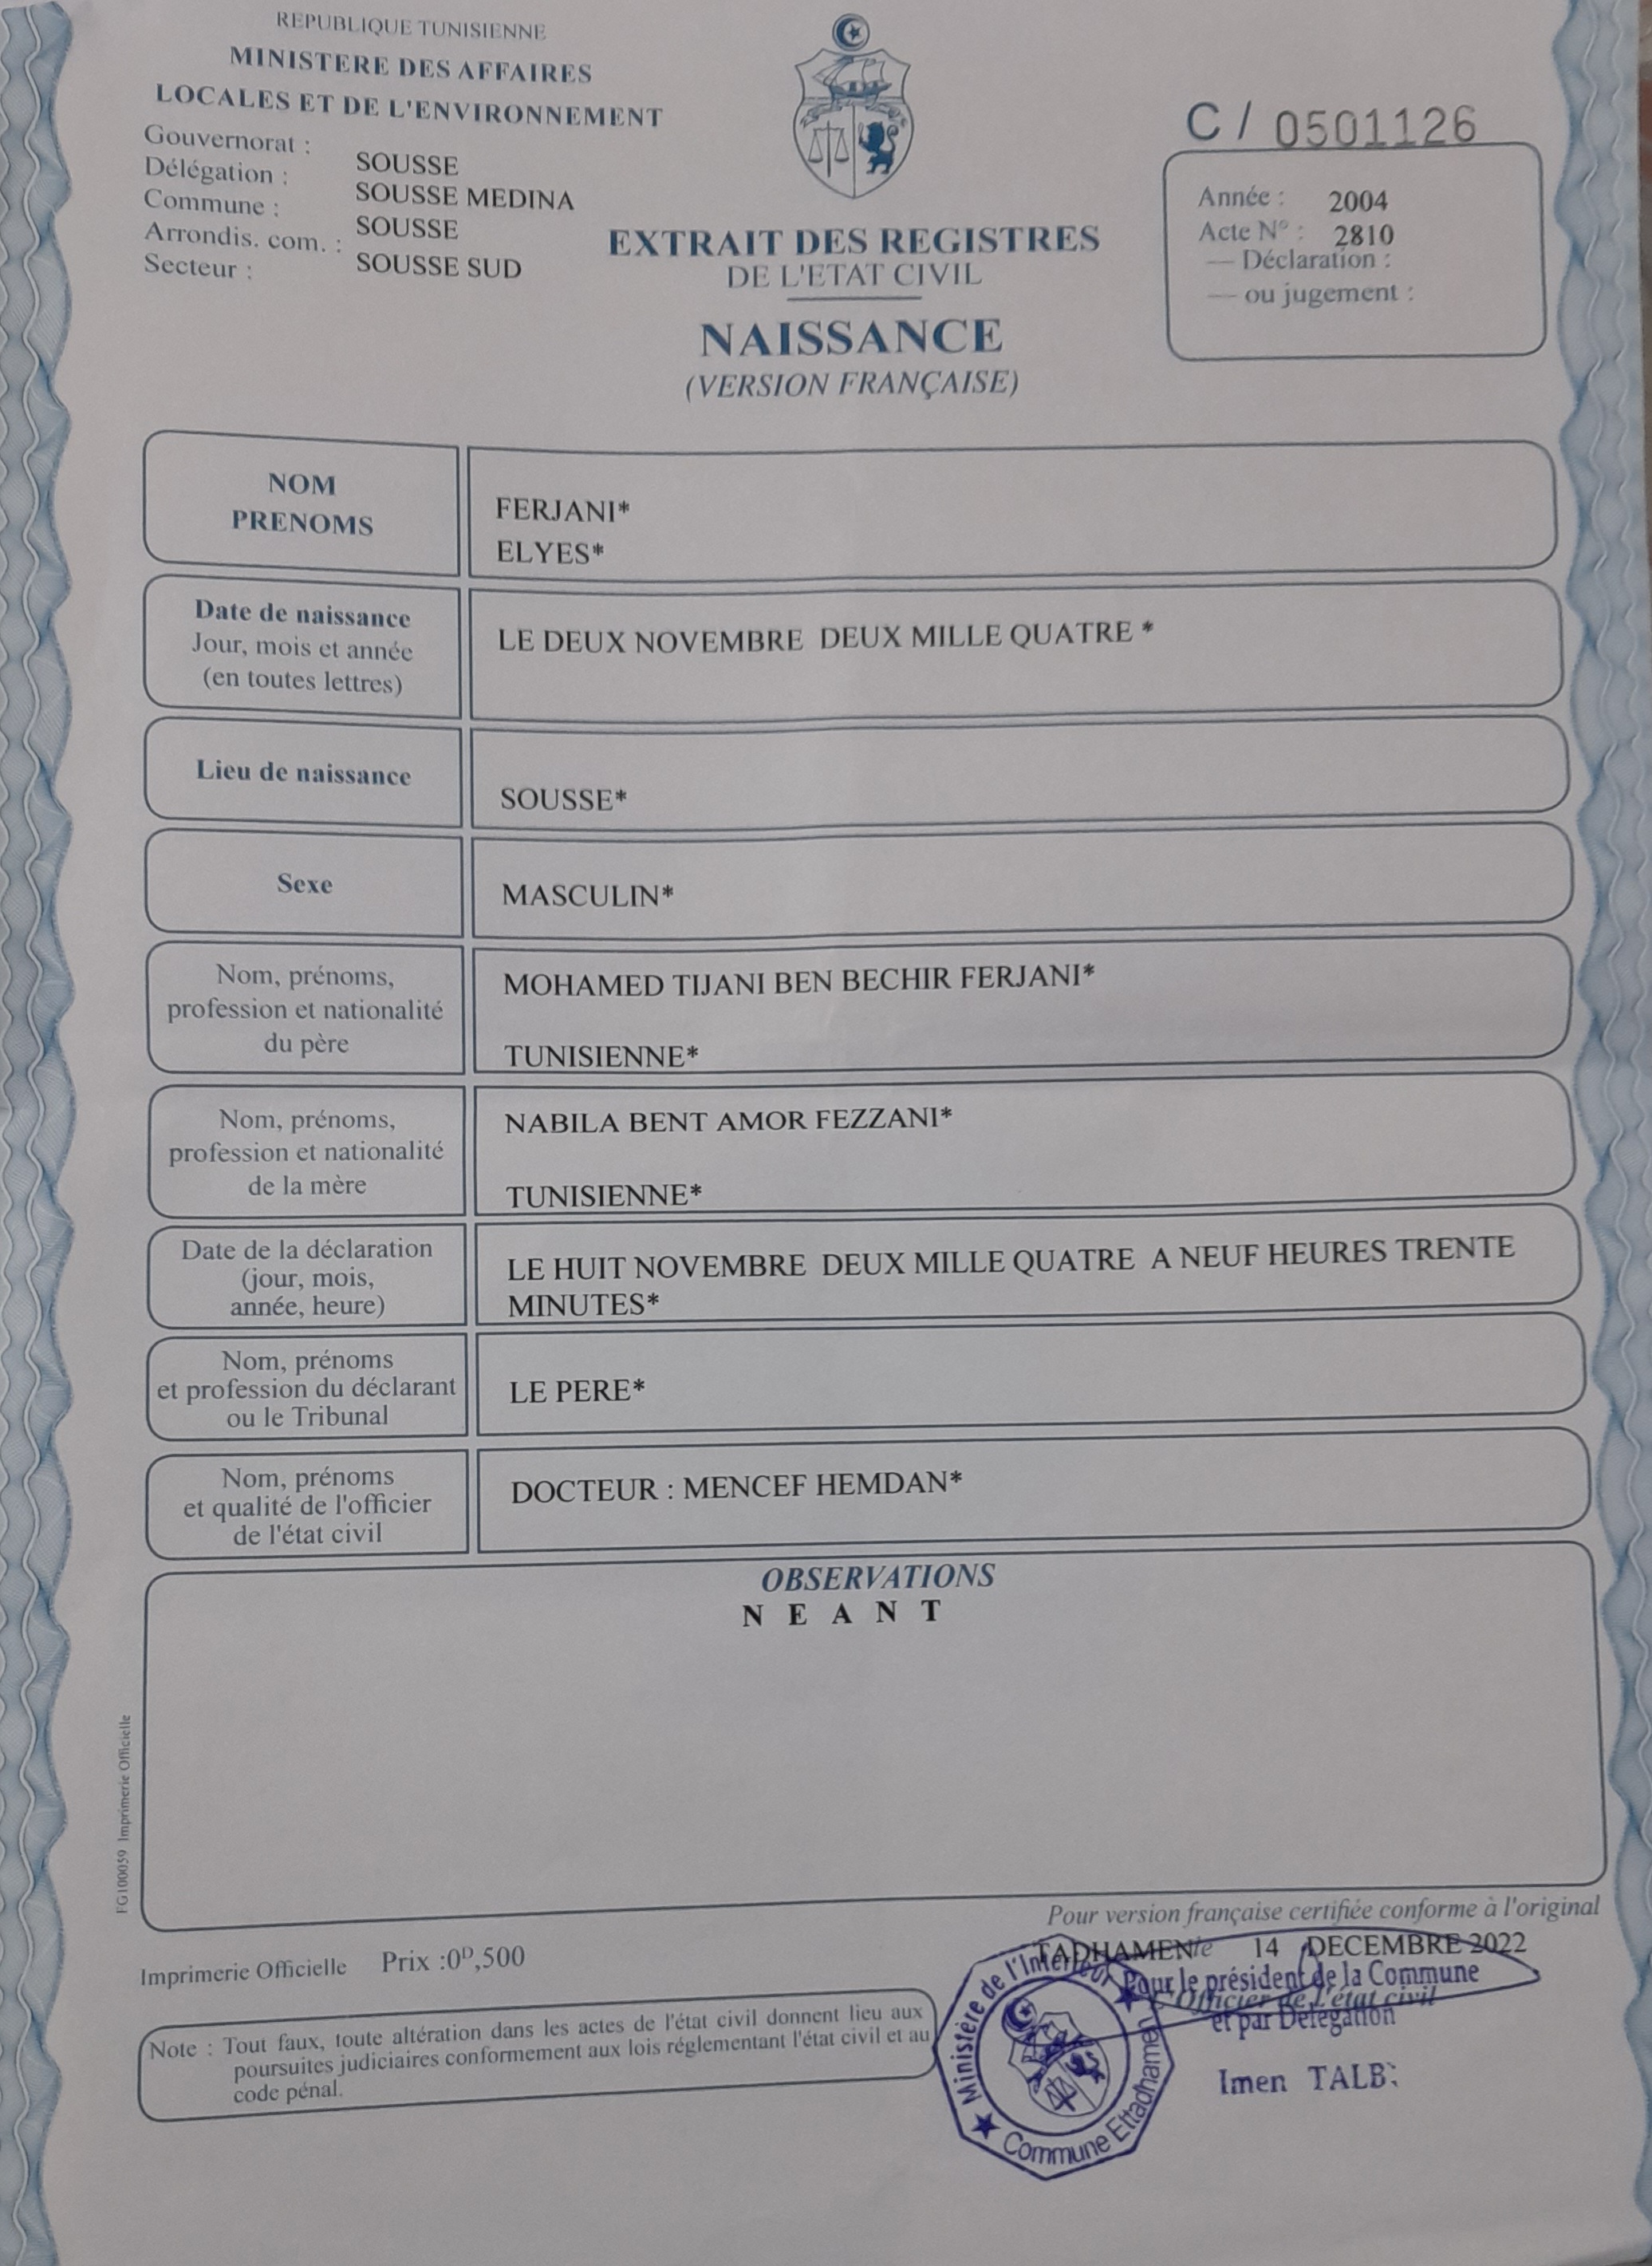 REPUBLIQUE TUNISIENNE
MINISTERE DES AFFAIRES
LOCALES ET DE L'ENVIRONNEMENT
Gouvernorat : SOUSSE
Délégation : SOUSSE MEDINA
Commune : SOUSSE
Arrondis. com. : SOUSSE SUD
Secteur :
C / 0501126
Année : 2004
Acte N° : 2810
— Déclaration :
— ou jugement :
EXTRAIT DES REGISTRES
DE L'ETAT CIVIL
NAISSANCE
(VERSION FRANÇAISE)
NOM
PRENOMS
FERJANI*
ELYES*
Date de naissance
Jour, mois et année
(en toutes lettres)
LE DEUX NOVEMBRE DEUX MILLE QUATRE *
Lieu de naissance
SOUSSE*
Sexe
MASCULIN*
Nom, prénoms,
profession et nationalité
du père
MOHAMED TIJANI BEN BECHIR FERJANI*
TUNISIENNE*
Nom, prénoms,
profession et nationalité
de la mère
NABILA BENT AMOR FEZZANI*
TUNISIENNE*
Date de la déclaration
(jour, mois,
année, heure)
LE HUIT NOVEMBRE DEUX MILLE QUATRE A NEUF HEURES TRENTE
MINUTES*
Nom, prénoms
et profession du déclarant
ou le Tribunal
LE PERE*
Nom, prénoms
et qualité de l'officier
de l'état civil
DOCTEUR : MENCEF HEMDAN*
OBSERVATIONS
N E A N T
FG100059 Imprimerie Officielle
Pour version française certifiée conforme à l'original
TADHAMEN le 14 DECEMBRE 2022
Pour le président de la Commune
L'Officier de l'état civil
et par Délégation
Imen TALB
Ministère de l'Intérieur
Commune Ettadhamen
Imprimerie Officielle Prix :0D,500
Note : Tout faux, toute altération dans les actes de l'état civil donnent lieu aux
poursuites judiciaires conformement aux lois réglementant l'état civil et au
code pénal.